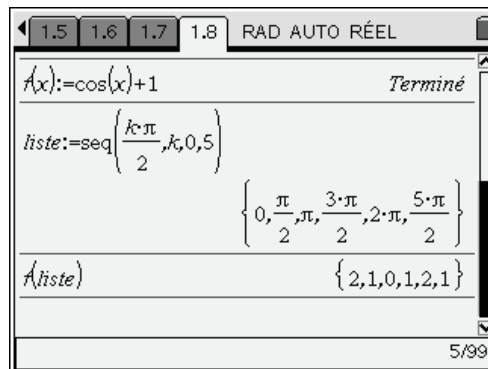 1.5 1.6 1.7 1.8 RAD AUTO RÉEL
f(x):=cos(x)+1 Terminé
liste:=seq(k·π/2,k,0,5)
{0,π/2,π,3·π/2,2·π,5·π/2}
f(liste) {2,1,0,1,2,1}
5/99